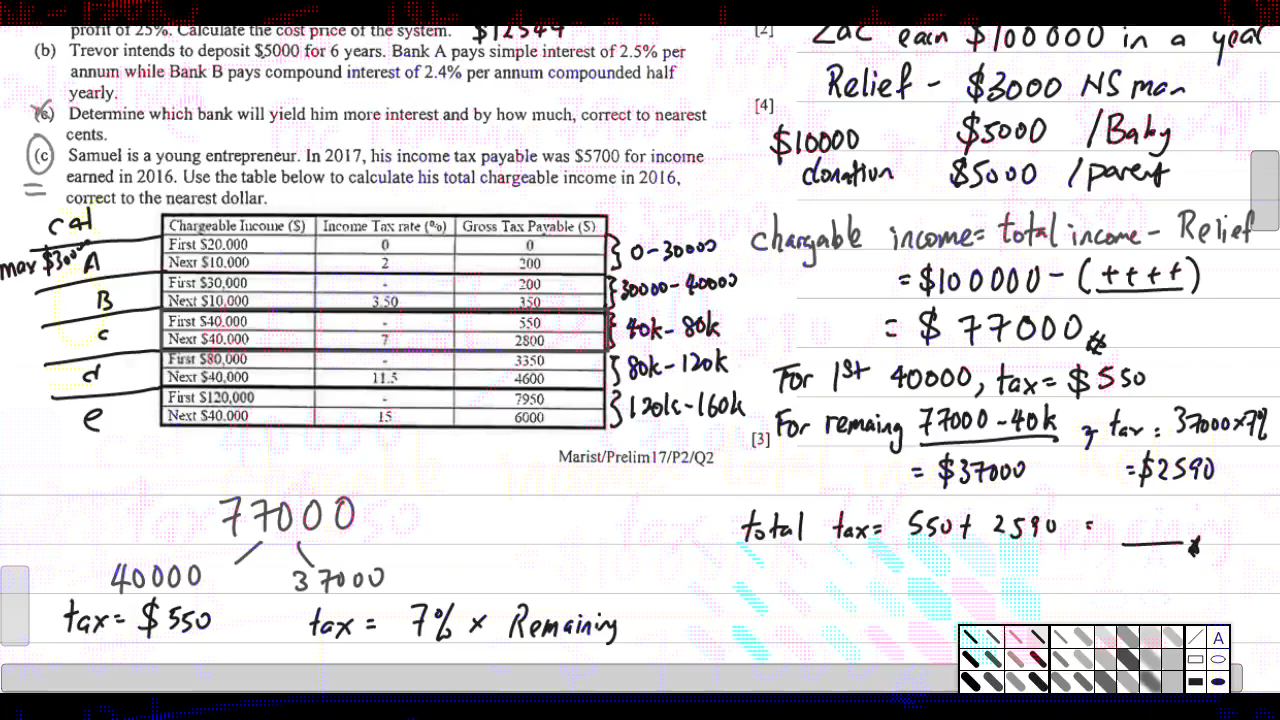 profit of 25%. Calculate the cost price of the system. $12544
(b) Trevor intends to deposit $5000 for 6 years. Bank A pays simple interest of 2.5% per
annum while Bank B pays compound interest of 2.4% per annum compounded half
yearly.
Determine which bank will yield him more interest and by how much, correct to nearest
cents.
(c) Samuel is a young entrepreneur. In 2017, his income tax payable was $5700 for income
earned in 2016. Use the table below to calculate his total chargeable income in 2016,
correct to the nearest dollar.
[2]
[4]
[3]
cat
max $3000 A
B
c
d
e
Chargeable Income ($) Income Tax rate (%) Gross Tax Payable ($)
First $20,000 0 0
Next $10,000 2 200
First $30,000 - 200
Next $10,000 3.50 350
First $40,000 - 550
Next $40,000 7 2800
First $80,000 - 3350
Next $40,000 11.5 4600
First $120,000 - 7950
Next $40,000 15 6000
0-30000
30000-40000
40k-80k
80k-120k
120k-160k
Marist/Prelim17/P2/Q2
77000
40000 37000
tax= $550 tax = 7% × Remaining
Zac earn $100000 in a year
Relief - $3000 NS man
$10000 $5000 /Baby
donation $5000 /parent
chargable income= total income - Relief
= $100000 - (++++)
= $ 77000
For 1st 40000, tax= $550
For remaing 77000-40k, tax: 37000x7%
= $37000 = $2590
total tax= 550+ 2590 =
A